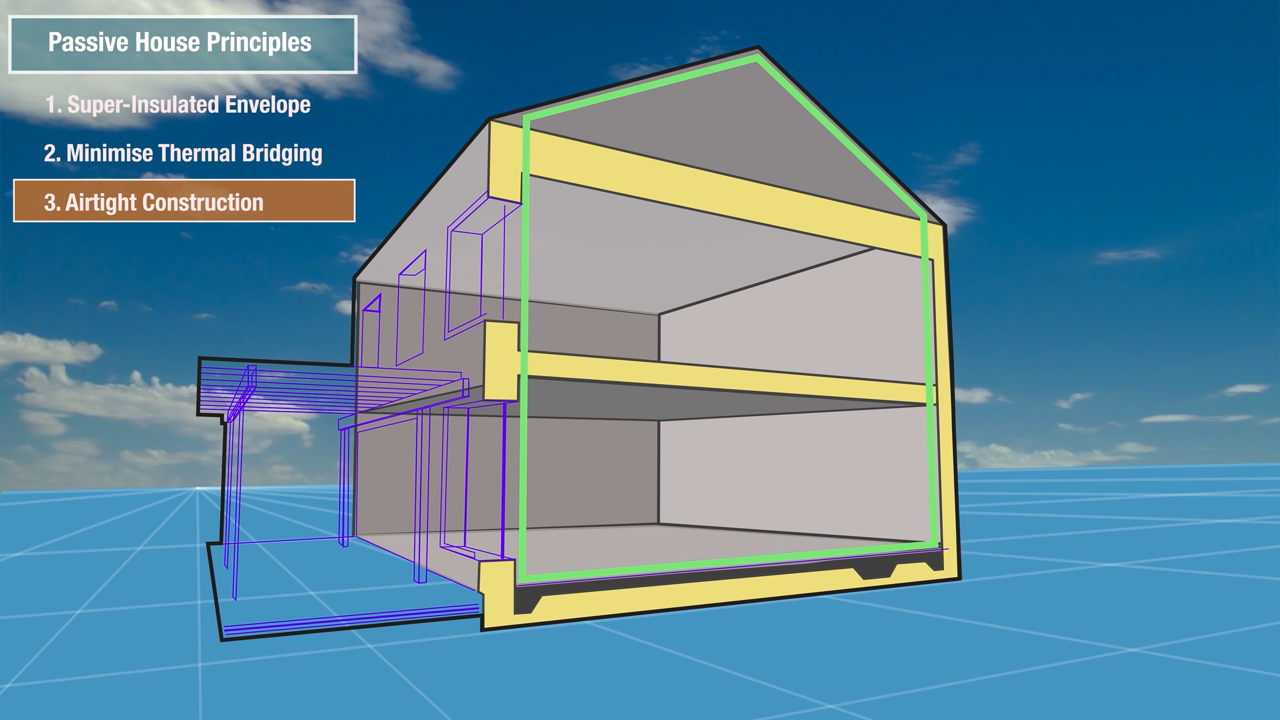 Passive House Principles
1. Super-Insulated Envelope
2. Minimise Thermal Bridging
3. Airtight Construction